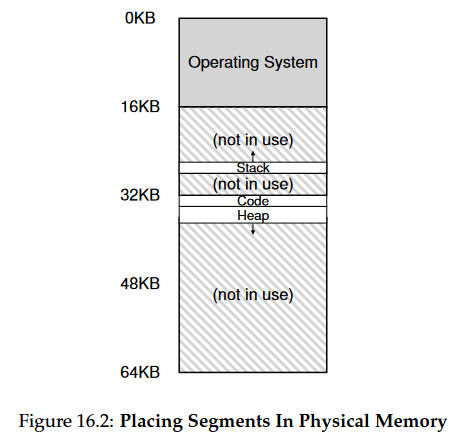 0KB
Operating System
16KB
(not in use)
Stack
(not in use)
32KB
Code
Heap
48KB
(not in use)
64KB
Figure 16.2: Placing Segments In Physical Memory